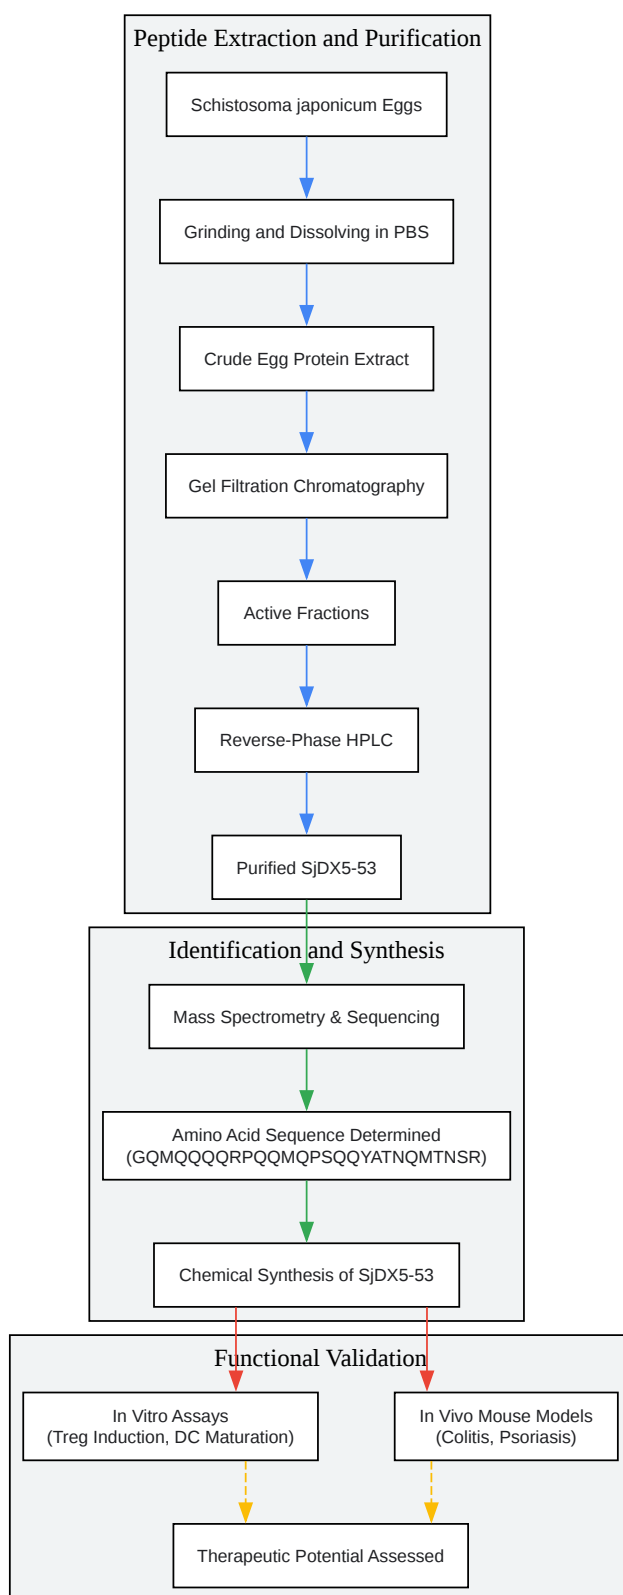 Peptide Extraction and Purification
Schistosoma japonicum Eggs
Grinding and Dissolving in PBS
Crude Egg Protein Extract
Gel Filtration Chromatography
Active Fractions
Reverse-Phase HPLC
Purified SjDX5-53
Identification and Synthesis
Mass Spectrometry & Sequencing
Amino Acid Sequence Determined
(GQMQQQQRPQQMQPSQQYATNQMTNSR)
Chemical Synthesis of SjDX5-53
Functional Validation
In Vitro Assays
(Treg Induction, DC Maturation)
In Vivo Mouse Models
(Colitis, Psoriasis)
Therapeutic Potential Assessed